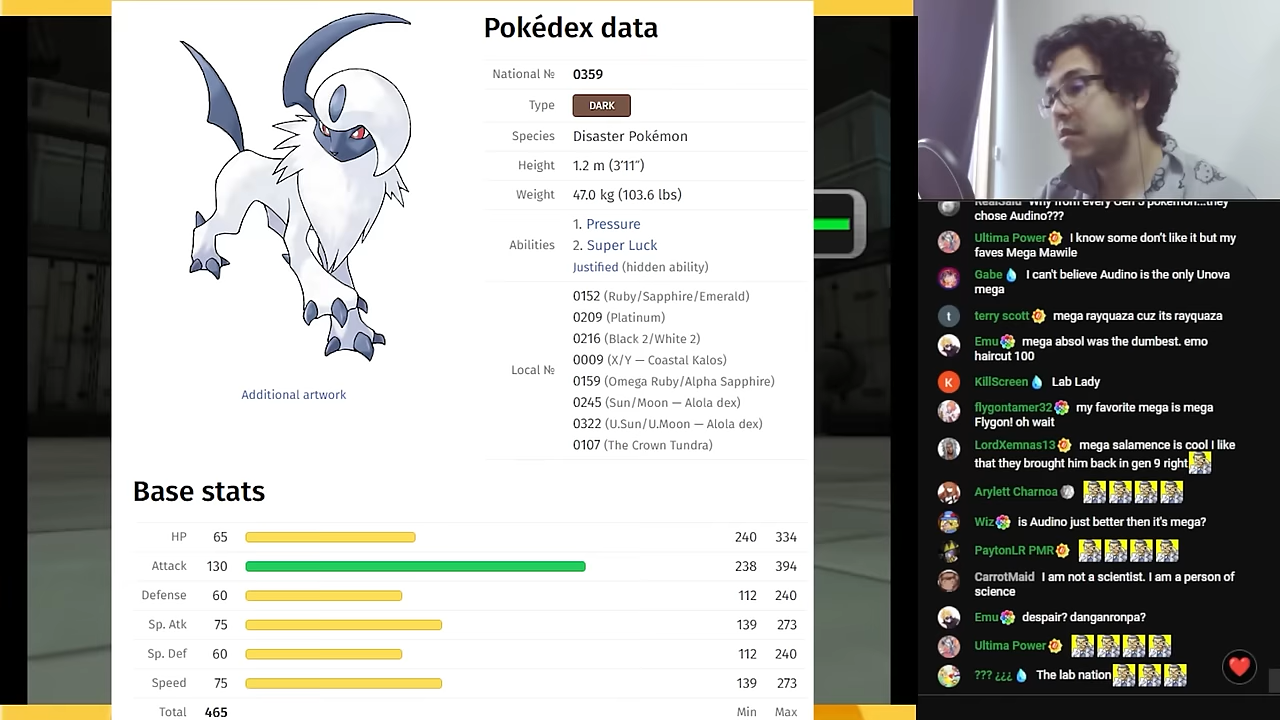 Pokédex data
National № 0359
Type DARK
Species Disaster Pokémon
Height 1.2 m (3′11″)
Weight 47.0 kg (103.6 lbs)
Abilities
1. Pressure
2. Super Luck
Justified (hidden ability)
Local №
0152 (Ruby/Sapphire/Emerald)
0209 (Platinum)
0216 (Black 2/White 2)
0009 (X/Y — Coastal Kalos)
0159 (Omega Ruby/Alpha Sapphire)
0245 (Sun/Moon — Alola dex)
0322 (U.Sun/U.Moon — Alola dex)
0107 (The Crown Tundra)
Additional artwork
Base stats
HP 65 240 334
Attack 130 238 394
Defense 60 112 240
Sp. Atk 75 139 273
Sp. Def 60 112 240
Speed 75 139 273
Total 465 Min Max
RealSaid Why from every Gen 5 pokemon...they
chose Audino???
Ultima Power I know some don't like it but my
faves Mega Mawile
Gabe I can't believe Audino is the only Unova
mega
t terry scott mega rayquaza cuz its rayquaza
Emu mega absol was the dumbest. emo
haircut 100
K KillScreen Lab Lady
flygontamer32 my favorite mega is mega
Flygon! oh wait
LordXemnas13 mega salamence is cool I like
that they brought him back in gen 9 right
Arylett Charnoa
Wiz is Audino just better then it's mega?
PaytonLR PMR
CarrotMaid I am not a scientist. I am a person of
science
Emu despair? danganronpa?
Ultima Power
??? ¿¿¿ The lab nation